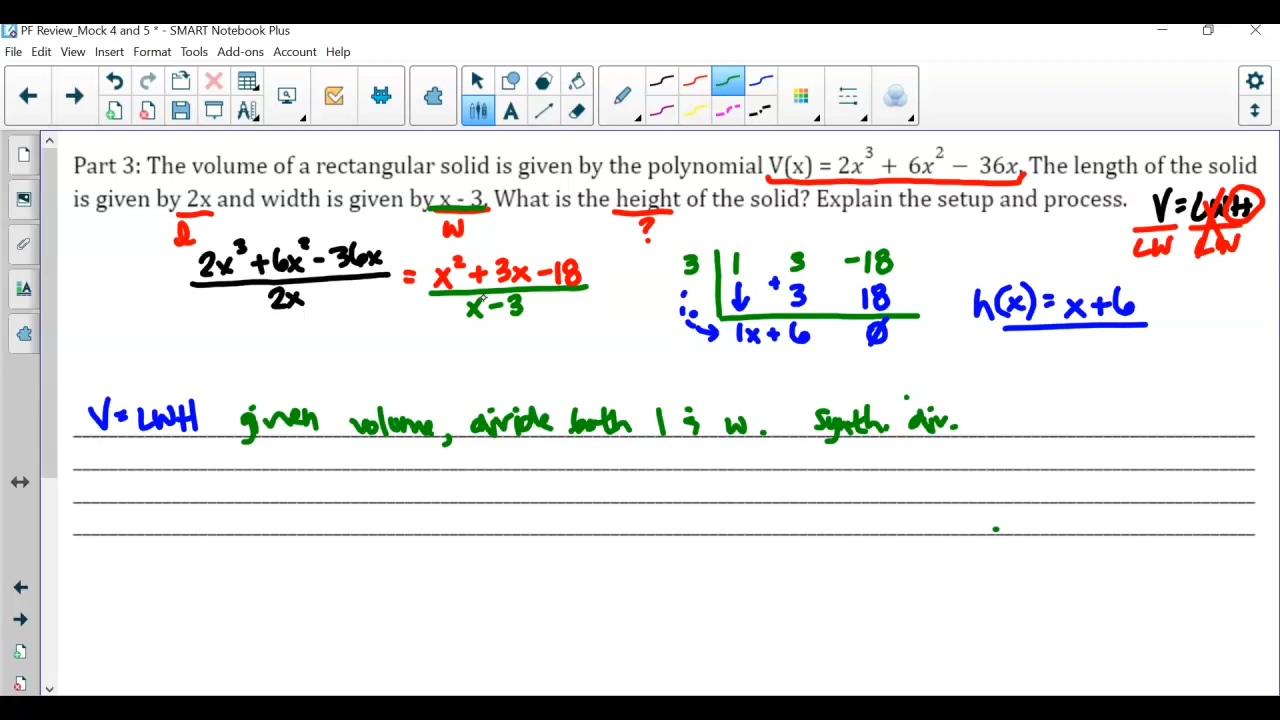 PF Review_Mock 4 and 5 * - SMART Notebook Plus
File Edit View Insert Format Tools Add-ons Account Help
Part 3: The volume of a rectangular solid is given by the polynomial V(x) = 2x³ + 6x² − 36x. The length of the solid
is given by 2x and width is given by x - 3. What is the height of the solid? Explain the setup and process.
V = LWH
LW LW
l w ?
2x³ + 6x² - 36x = x² + 3x - 18
2x x - 3
3 1 3 -18
+ 3 18
1x + 6 0
h(x) = x + 6
V = LWH given volume, divide both l & w. Synth. div.